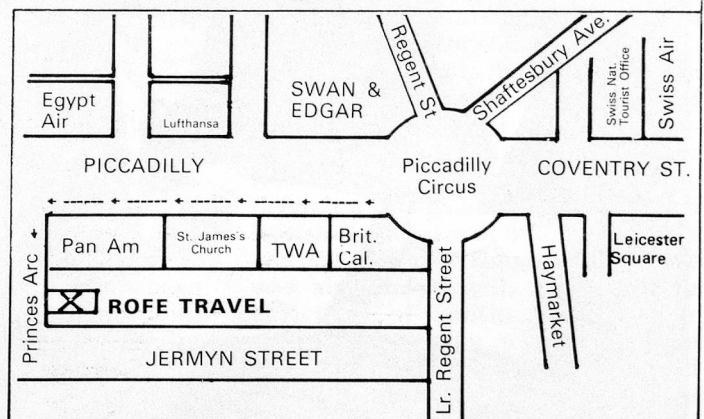 Regent St
Shaftesbury Ave.
Egypt
Air
Lufthansa
SWAN &
EDGAR
Swiss Nat.
Tourist Office
Swiss Air
PICCADILLY
Piccadilly
Circus
COVENTRY ST.
Pan Am
St. James's
Church
TWA
Brit.
Cal.
Haymarket
Leicester
Square
Princes Arc
ROFE TRAVEL
Lr. Regent Street
JERMYN STREET